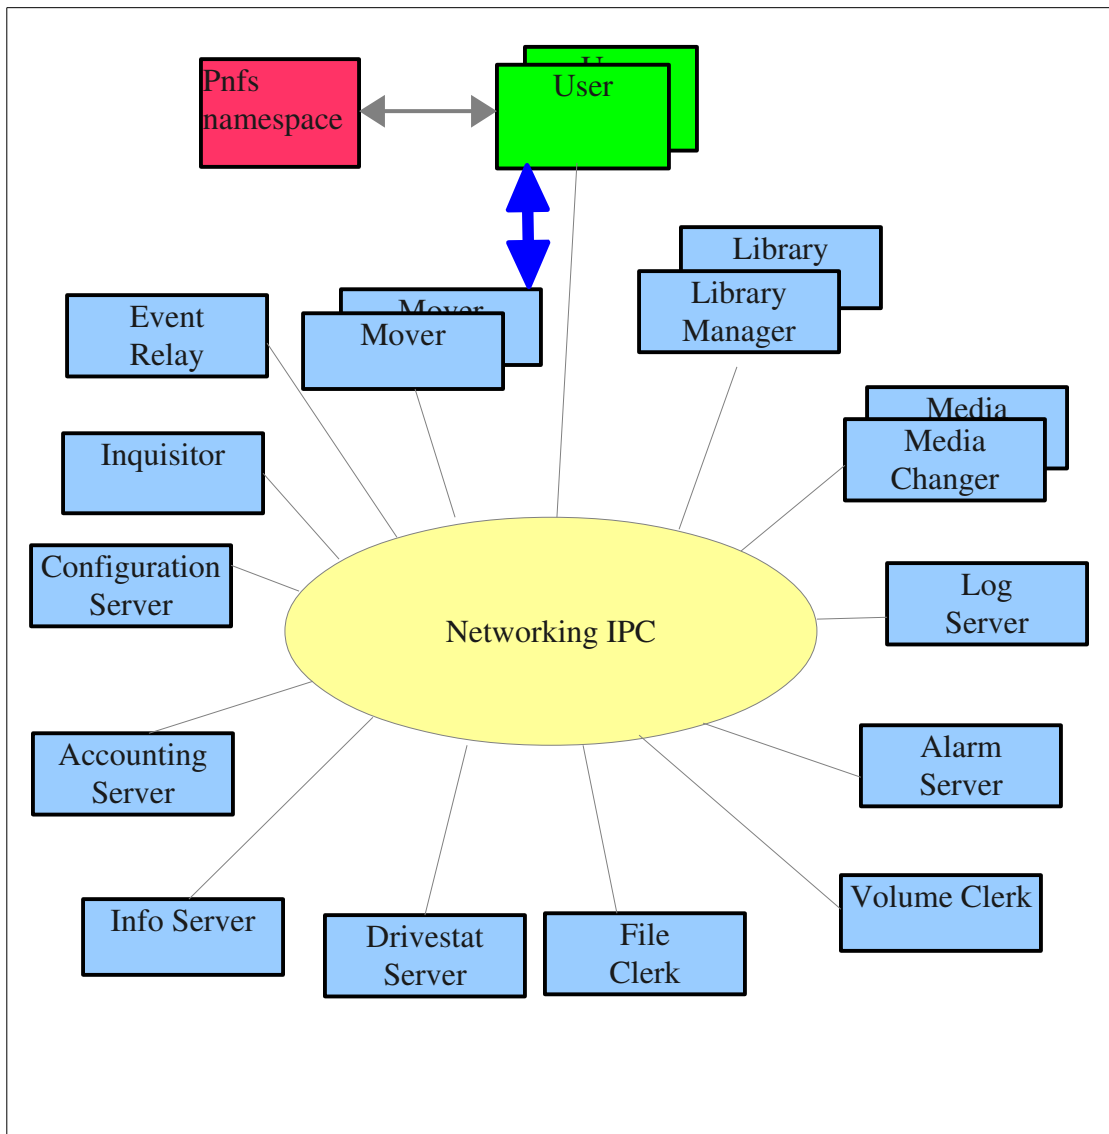 Pnfs
namespace
User
Library
Library
Manager
Event
Relay
Mover
Mover
Media
Media
Changer
Inquisitor
Configuration
Server
Log
Server
Networking IPC
Accounting
Server
Alarm
Server
Info Server
Drivestat
Server
File
Clerk
Volume Clerk